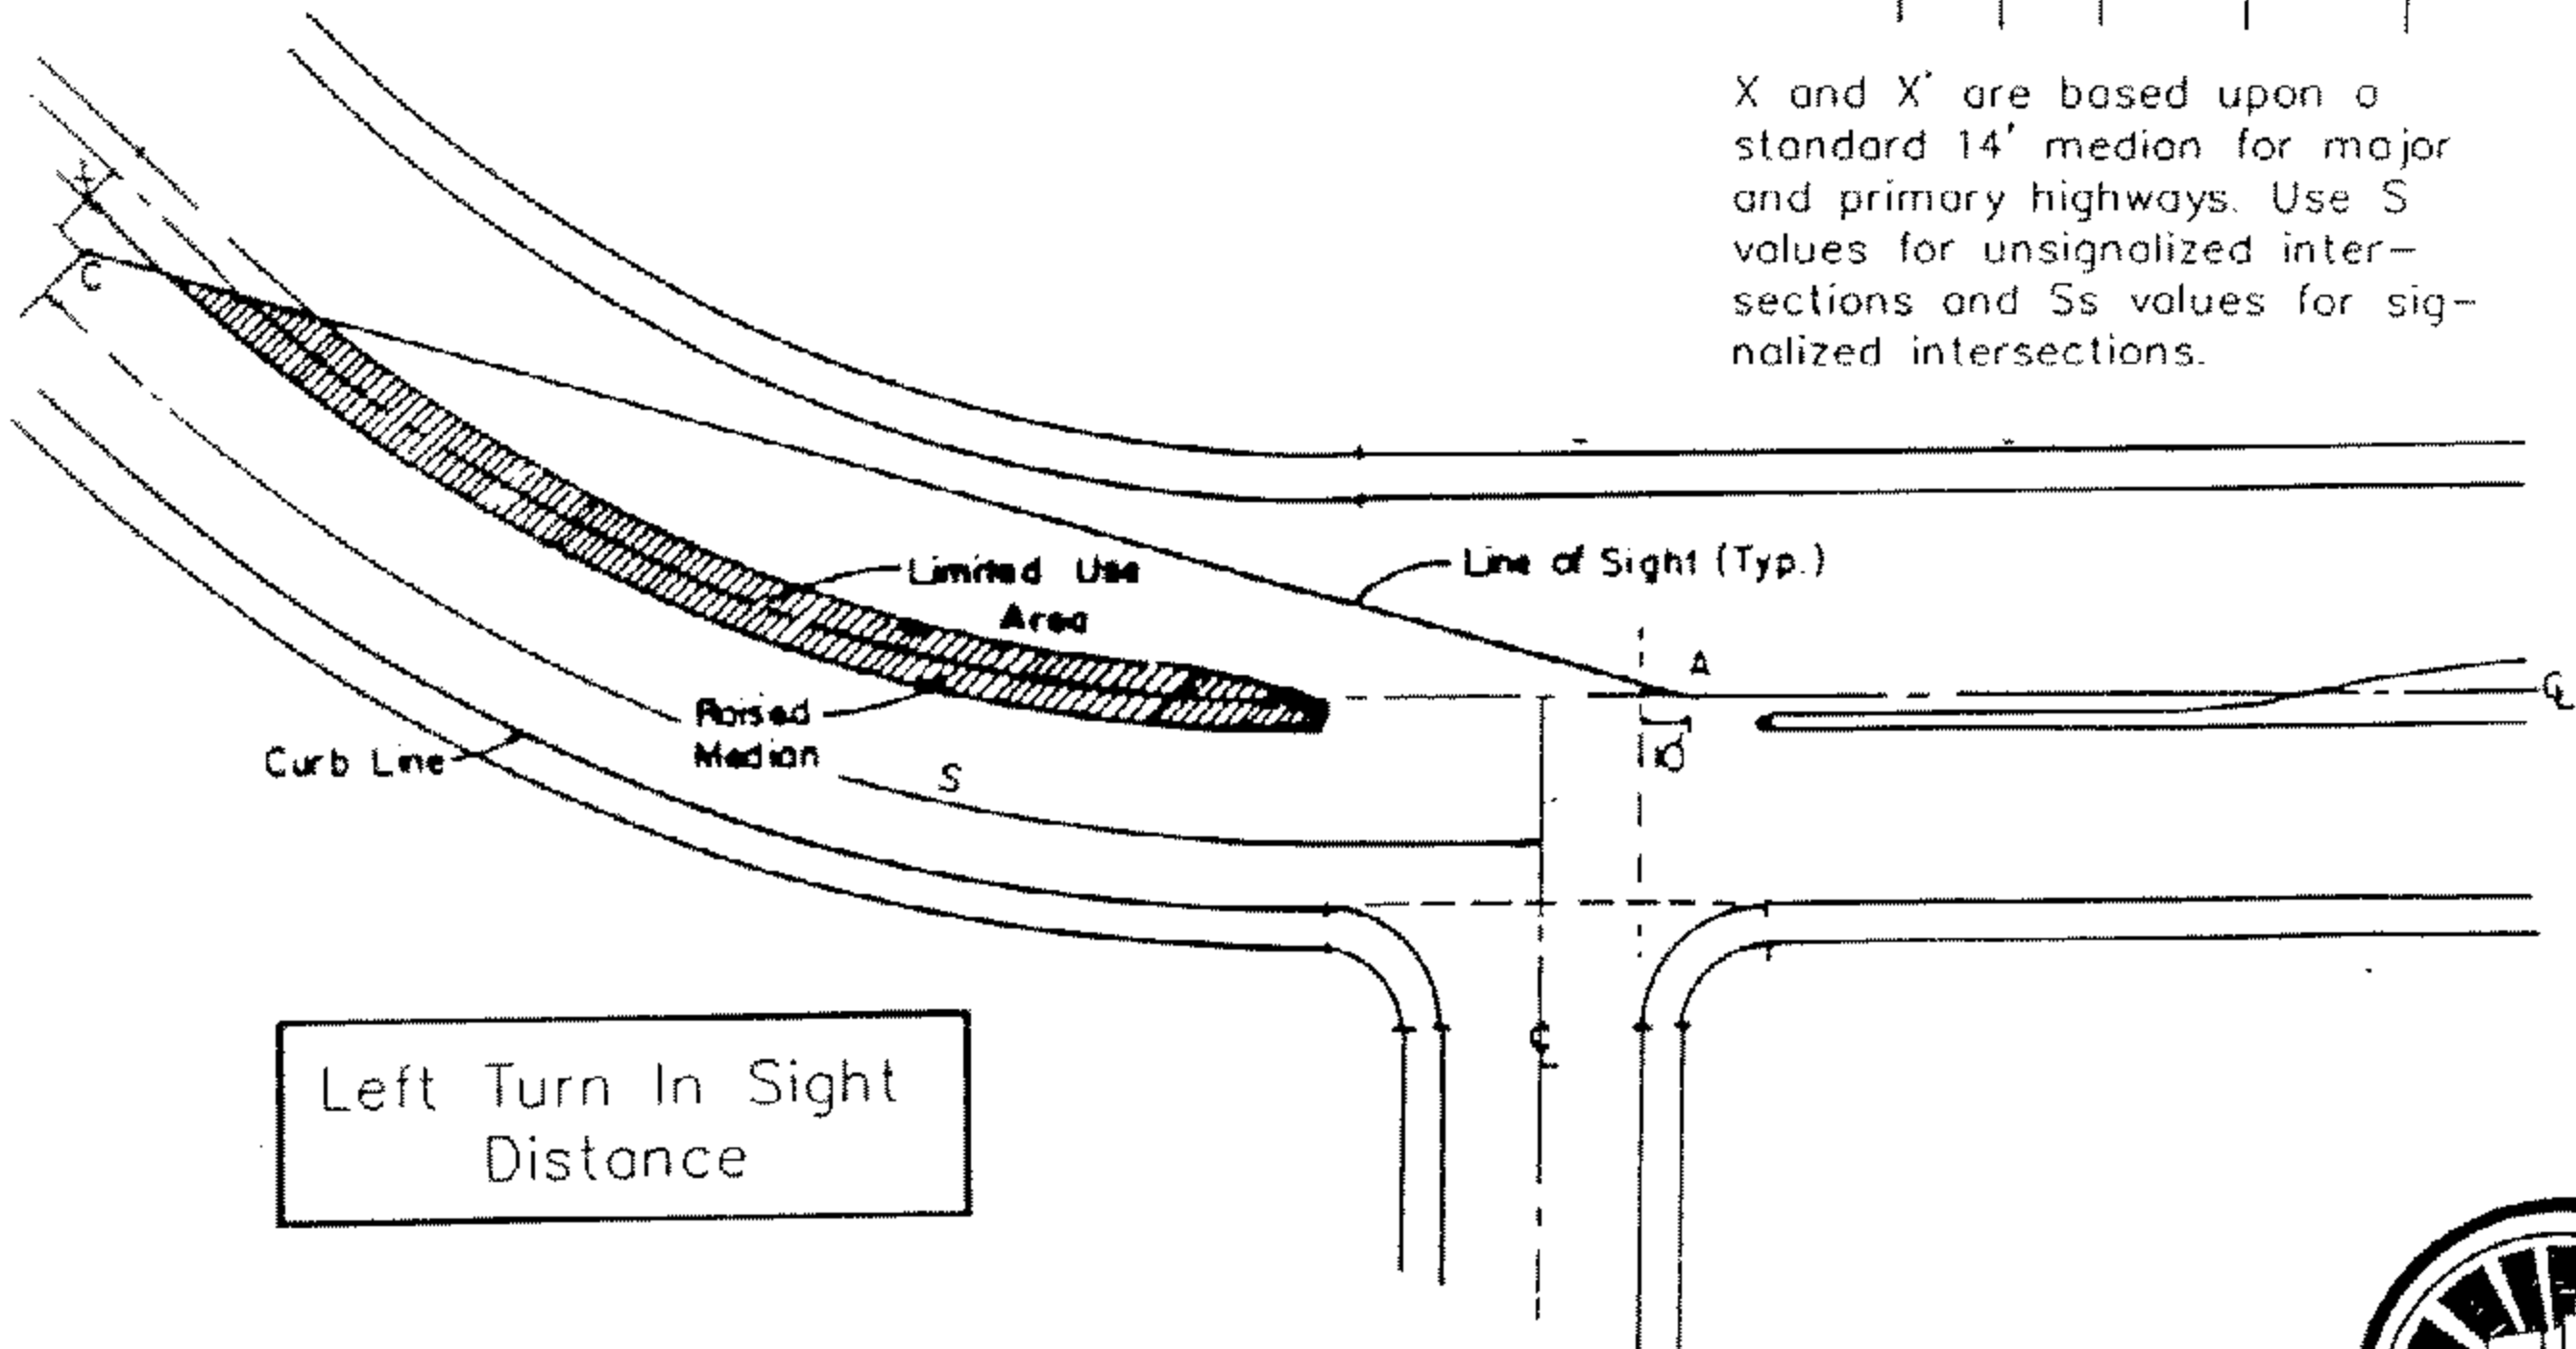 X and X' are based upon a
standard 14' median for major
and primary highways. Use S
values for unsignalized inter-
sections and Ss values for sig-
nalized intersections.
X
C
Limited Use
Area
Line of Sight (Typ.)
A
Raised
Median
10'
Curb Line
S
Left Turn In Sight
Distance